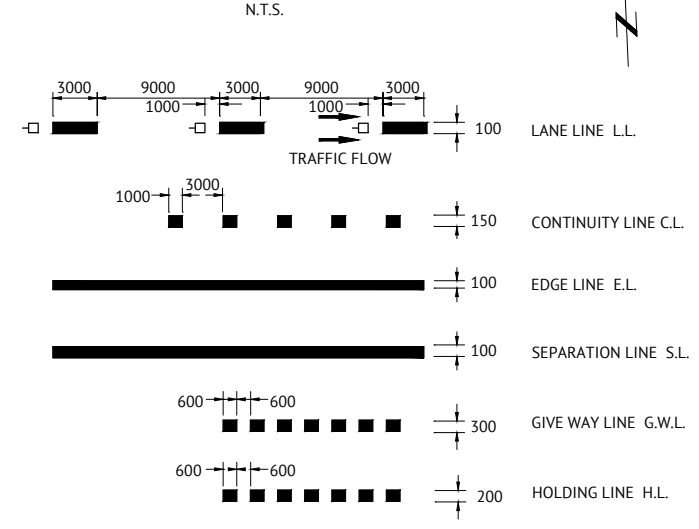 N.T.S.
3000 9000 3000 9000 3000
1000 1000
100 LANE LINE L.L.
TRAFFIC FLOW
1000 3000
150 CONTINUITY LINE C.L.
100 EDGE LINE E.L.
100 SEPARATION LINE S.L.
600 600
300 GIVE WAY LINE G.W.L.
600 600
200 HOLDING LINE H.L.